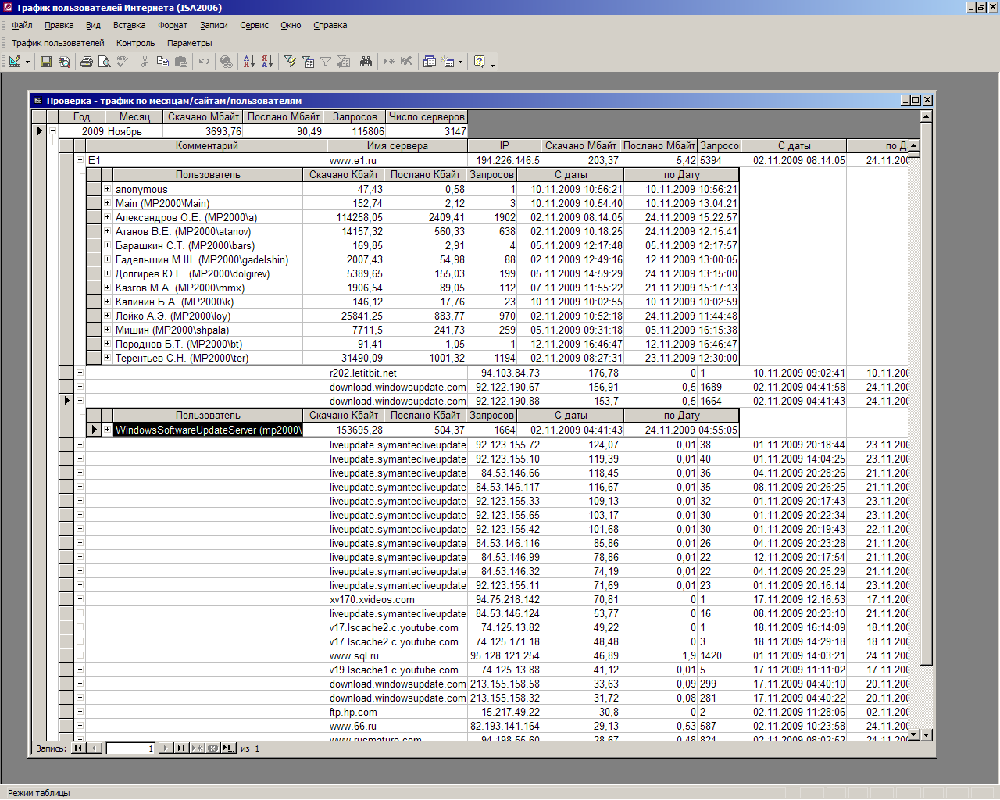 Трафик пользователей Интернета (ISA2006)
Файл Правка Вид Вставка Формат Записи Сервис Окно Справка
Трафик пользователей Контроль Параметры
Проверка - трафик по месяцам/сайтам/пользователям
Год Месяц Скачано Мбайт Послано Мбайт Запросов Число серверов
2009 Ноябрь 3693,76 90,49 115806 3147
Комментарий Имя сервера IP Скачано Мбайт Послано Мбайт Запросо С даты по Д
E1 www.e1.ru 194.226.146.5 203,37 5,42 5394 02.11.2009 08:14:05 24.11.200
Пользователь Скачано Кбайт Послано Кбайт Запросов С даты по Дату
anonymous 47,43 0,58 1 10.11.2009 10:56:21 10.11.2009 10:56:21
Main (MP2000\Main) 152,74 2,12 3 10.11.2009 10:54:40 10.11.2009 13:04:21
Александров О.Е. (MP2000\a) 114258,05 2409,41 1902 02.11.2009 08:14:05 24.11.2009 15:22:57
Атанов В.Е. (MP2000\atanov) 14157,32 560,33 638 02.11.2009 10:18:25 24.11.2009 12:15:41
Барашкин С.Т. (MP2000\bars) 169,85 2,91 4 05.11.2009 12:17:48 05.11.2009 12:17:57
Гадельшин М.Ш. (MP2000\gadelshin) 2007,43 54,98 88 02.11.2009 12:49:16 12.11.2009 13:00:05
Долгирев Ю.Е. (MP2000\dolgirev) 5389,65 155,03 199 05.11.2009 14:59:29 24.11.2009 13:15:00
Казгов М.А. (MP2000\mmx) 1906,54 89,05 112 07.11.2009 11:55:22 21.11.2009 15:17:13
Калинин Б.А. (MP2000\k) 146,12 17,76 23 10.11.2009 10:02:55 10.11.2009 10:02:59
Лойко А.Э. (MP2000\loy) 25841,25 883,77 970 02.11.2009 10:52:18 24.11.2009 11:44:48
Мишин (MP2000\shpala) 7711,5 241,73 259 05.11.2009 09:31:18 05.11.2009 16:15:38
Породнов Б.Т. (MP2000\bt) 91,41 1,05 1 12.11.2009 16:46:47 12.11.2009 16:46:47
Терентьев С.Н. (MP2000\ter) 31490,09 1001,32 1194 02.11.2009 08:27:31 23.11.2009 12:30:00
r202.letitbit.net 94.103.84.73 176,78 0 1 10.11.2009 09:02:41 10.11.200
download.windowsupdate.com 92.122.190.67 156,91 0,5 1689 02.11.2009 04:41:58 24.11.200
download.windowsupdate.com 92.122.190.88 153,7 0,5 1664 02.11.2009 04:41:43 24.11.200
Пользователь Скачано Кбайт Послано Кбайт Запросов С даты по Дату
WindowsSoftwareUpdateServer (mp2000\ 153695,28 504,37 1664 02.11.2009 04:41:43 24.11.2009 04:55:05
liveupdate.symantecliveupdate 92.123.155.72 124,07 0,01 38 01.11.2009 20:18:44 23.11.200
liveupdate.symantecliveupdate 92.123.155.10 119,39 0,01 40 01.11.2009 14:04:25 23.11.200
liveupdate.symantecliveupdate 84.53.146.66 118,45 0,01 36 04.11.2009 20:28:26 21.11.200
liveupdate.symantecliveupdate 84.53.146.117 116,67 0,01 35 08.11.2009 20:26:25 21.11.200
liveupdate.symantecliveupdate 92.123.155.33 109,13 0,01 32 01.11.2009 20:17:43 23.11.200
liveupdate.symantecliveupdate 92.123.155.65 103,17 0,01 30 01.11.2009 20:22:34 23.11.200
liveupdate.symantecliveupdate 92.123.155.42 101,68 0,01 30 01.11.2009 20:19:43 22.11.200
liveupdate.symantecliveupdate 84.53.146.116 85,86 0,01 26 04.11.2009 20:23:28 21.11.200
liveupdate.symantecliveupdate 84.53.146.99 78,86 0,01 22 12.11.2009 20:17:54 21.11.200
liveupdate.symantecliveupdate 84.53.146.32 74,19 0,01 22 04.11.2009 20:25:29 21.11.200
liveupdate.symantecliveupdate 92.123.155.11 71,69 0,01 23 01.11.2009 20:16:14 23.11.200
xv170.xvideos.com 94.75.218.142 70,81 0 1 17.11.2009 12:16:53 17.11.200
liveupdate.symantecliveupdate 84.53.146.124 53,77 0 16 08.11.2009 20:23:10 21.11.200
v17.lscache2.c.youtube.com 74.125.13.82 49,22 0 1 18.11.2009 16:14:09 18.11.200
v17.lscache2.c.youtube.com 74.125.171.18 48,48 0 3 18.11.2009 14:29:18 18.11.200
www.sql.ru 95.128.121.254 46,89 1,9 1420 01.11.2009 14:03:21 24.11.200
v19.lscache1.c.youtube.com 74.125.13.88 41,12 0,01 5 17.11.2009 11:11:02 17.11.200
download.windowsupdate.com 213.155.158.58 33,63 0,09 299 17.11.2009 04:40:10 20.11.200
download.windowsupdate.com 213.155.158.32 31,72 0,08 281 17.11.2009 04:40:22 20.11.200
ftp.hp.com 15.217.49.22 30,8 0 2 02.11.2009 11:28:06 02.11.200
www.66.ru 82.193.141.164 29,13 0,53 587 02.11.2009 10:23:58 24.11.200
www.rusmature.com 94.198.55.60 28,67 0,48 824 02.11.2009 08:02:52 24.11.200
Запись: 1 из 1
Режим таблицы